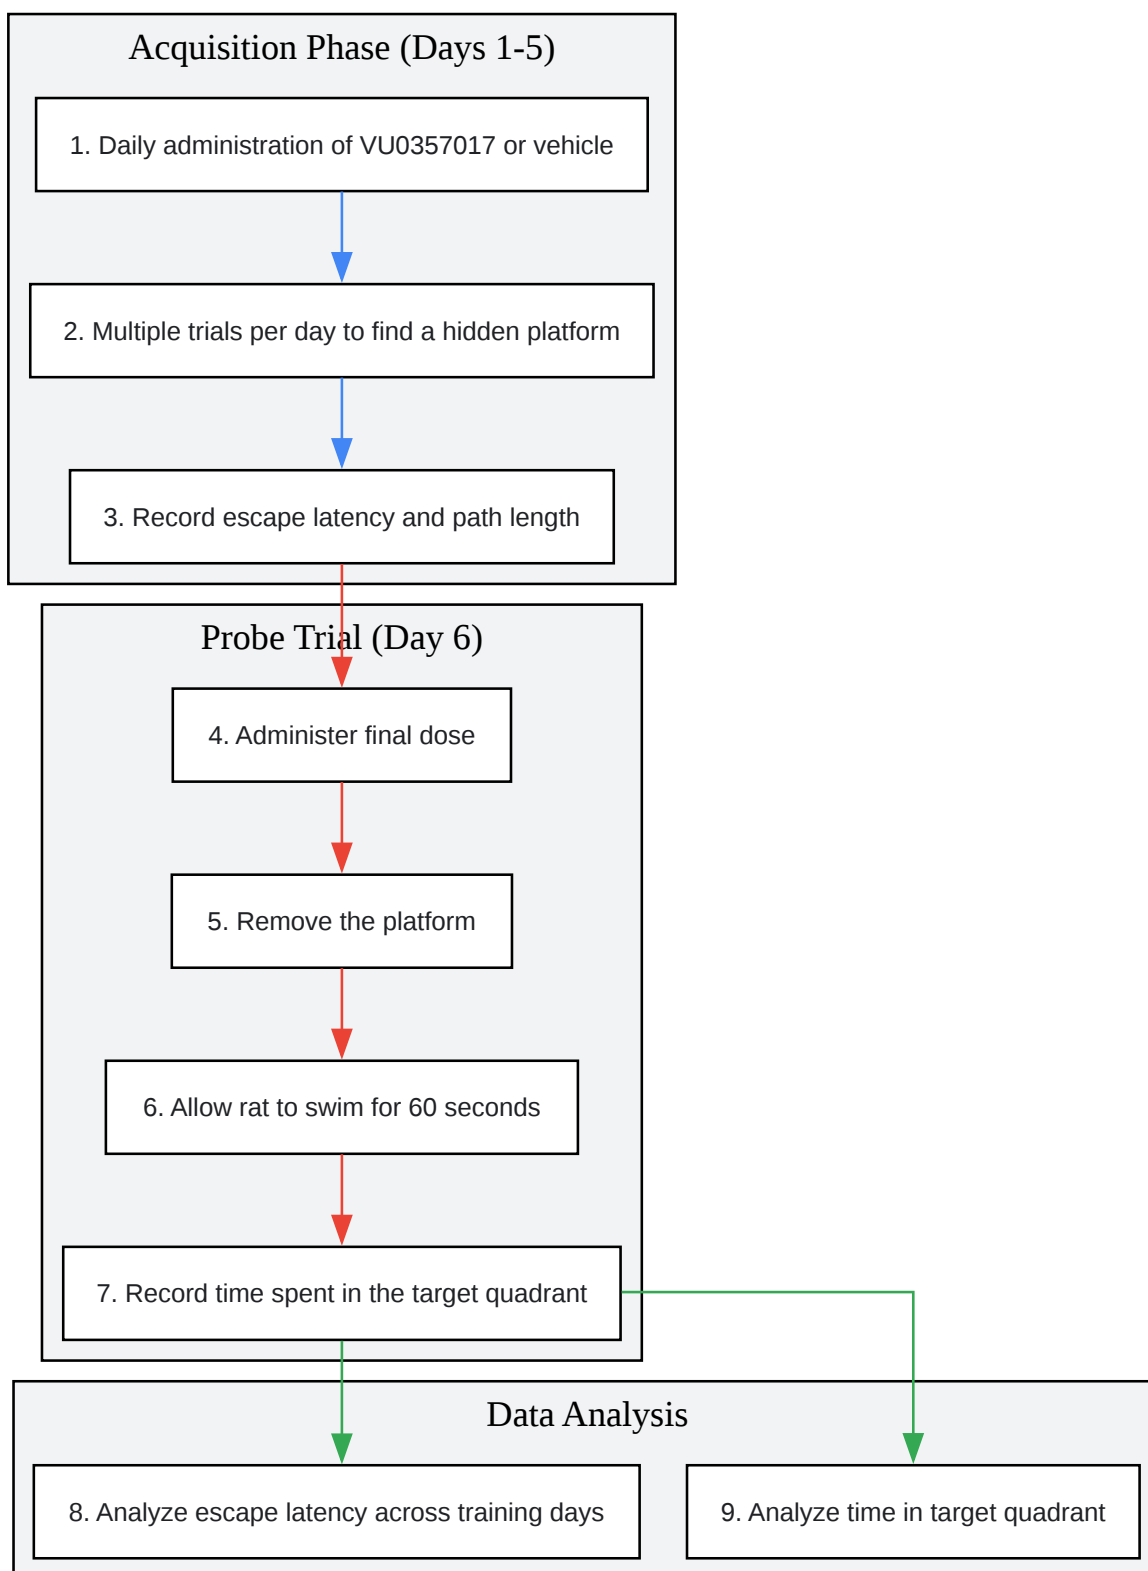 Acquisition Phase (Days 1-5)
1. Daily administration of VU0357017 or vehicle
2. Multiple trials per day to find a hidden platform
3. Record escape latency and path length
Probe Trial (Day 6)
4. Administer final dose
5. Remove the platform
6. Allow rat to swim for 60 seconds
7. Record time spent in the target quadrant
Data Analysis
8. Analyze escape latency across training days
9. Analyze time in target quadrant